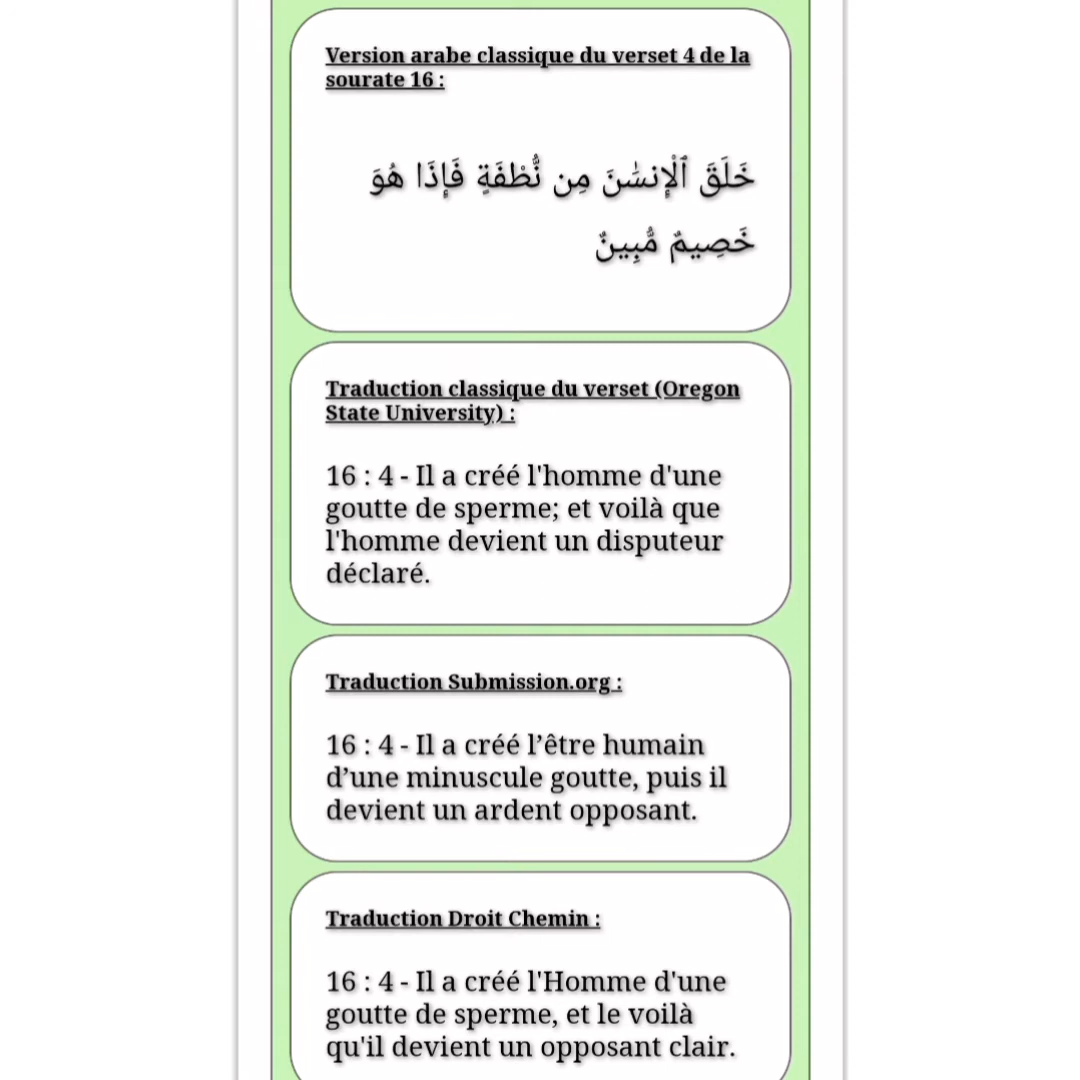 Version arabe classique du verset 4 de la
sourate 16 :
خَلَقَ ٱلْإِنسَٰنَ مِن نُّطْفَةٍ فَإِذَا هُوَ
خَصِيمٌ مُّبِينٌ
Traduction classique du verset (Oregon
State University) :
16 : 4 - Il a créé l'homme d'une
goutte de sperme; et voilà que
l'homme devient un disputeur
déclaré.
Traduction Submission.org :
16 : 4 - Il a créé l’être humain
d’une minuscule goutte, puis il
devient un ardent opposant.
Traduction Droit Chemin :
16 : 4 - Il a créé l'Homme d'une
goutte de sperme, et le voilà
qu'il devient un opposant clair.